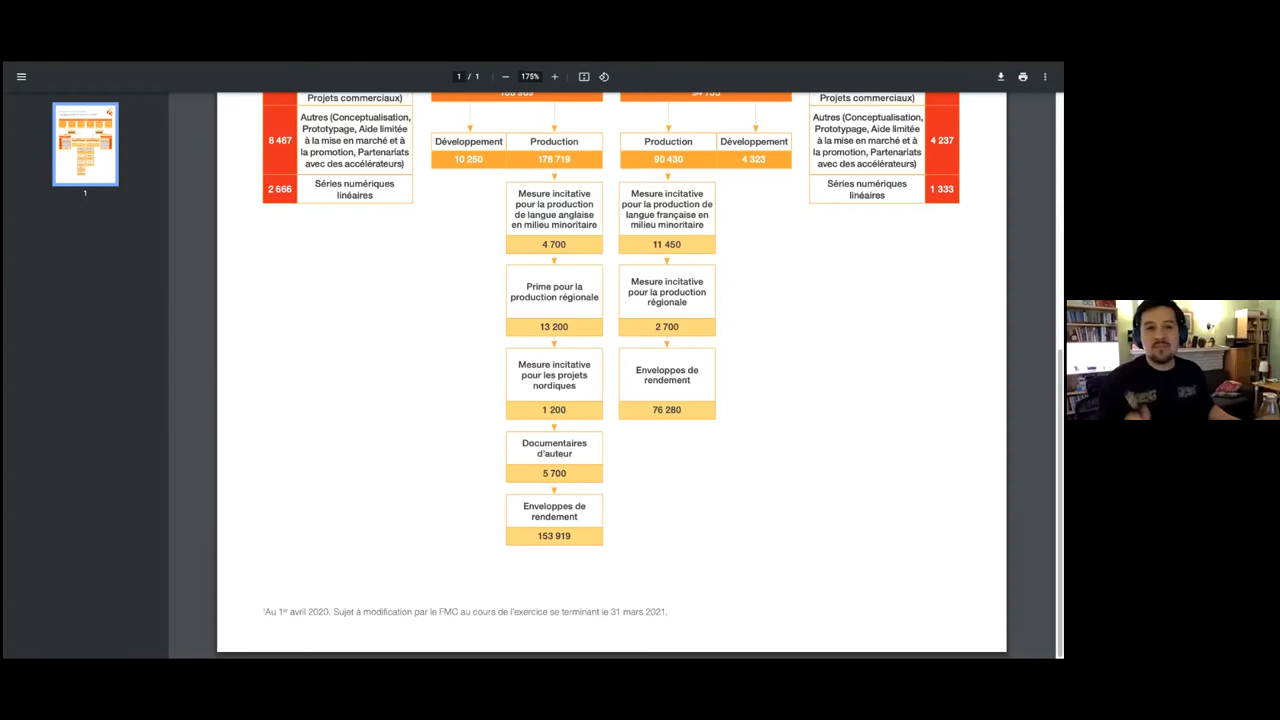 1 / 1
175%
Projets commerciaux)
8 467
Autres (Conceptualisation,
Prototypage, Aide limitée
à la mise en marché et à
la promotion, Partenariats
avec des accélérateurs)
2 666
Séries numériques
linéaires
Développement
Production
10 250
178 719
Mesure incitative
pour la production
de langue anglaise
en milieu minoritaire
4 700
Prime pour la
production régionale
13 200
Mesure incitative
pour les projets
nordiques
1 200
Documentaires
d'auteur
5 700
Enveloppes de
rendement
153 919
Production
Développement
90 430
4 323
Mesure incitative
pour la production de
langue française en
milieu minoritaire
11 450
Mesure incitative
pour la production
régionale
2 700
Enveloppes de
rendement
76 280
Projets commerciaux)
Autres (Conceptualisation,
Prototypage, Aide limitée
à la mise en marché et à
la promotion, Partenariats
avec des accélérateurs)
4 237
Séries numériques
linéaires
1 333
1
¹Au 1er avril 2020. Sujet à modification par le FMC au cours de l'exercice se terminant le 31 mars 2021.